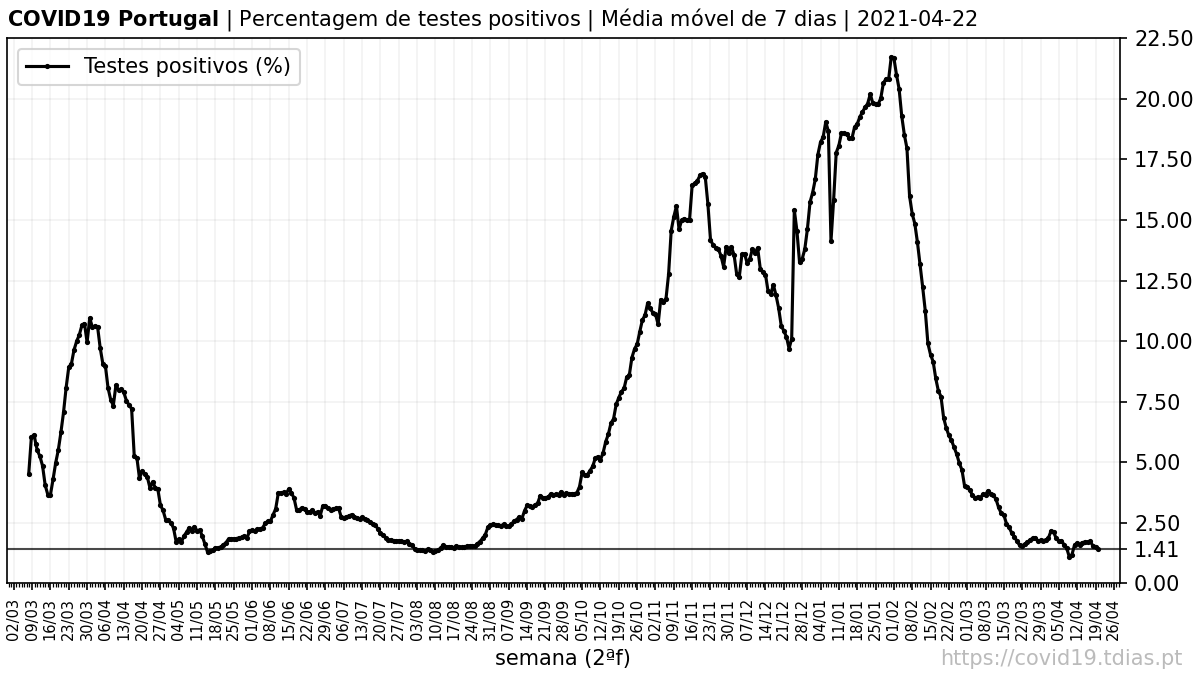 COVID19 Portugal | Percentagem de testes positivos | Média móvel de 7 dias | 2021-04-22
Testes positivos (%)
22.50
20.00
17.50
15.00
12.50
10.00
7.50
5.00
2.50
1.41
0.00
02/03 09/03 16/03 23/03 30/03 06/04 13/04 20/04 27/04 04/05 11/05 18/05 25/05 01/06 08/06 15/06 22/06 29/06 06/07 13/07 20/07 27/07 03/08 10/08 17/08 24/08 31/08 07/09 14/09 21/09 28/09 05/10 12/10 19/10 26/10 02/11 09/11 16/11 23/11 30/11 07/12 14/12 21/12 28/12 04/01 11/01 18/01 25/01 01/02 08/02 15/02 22/02 01/03 08/03 15/03 22/03 29/03 05/04 12/04 19/04 26/04
semana (2ªf)
https://covid19.tdias.pt